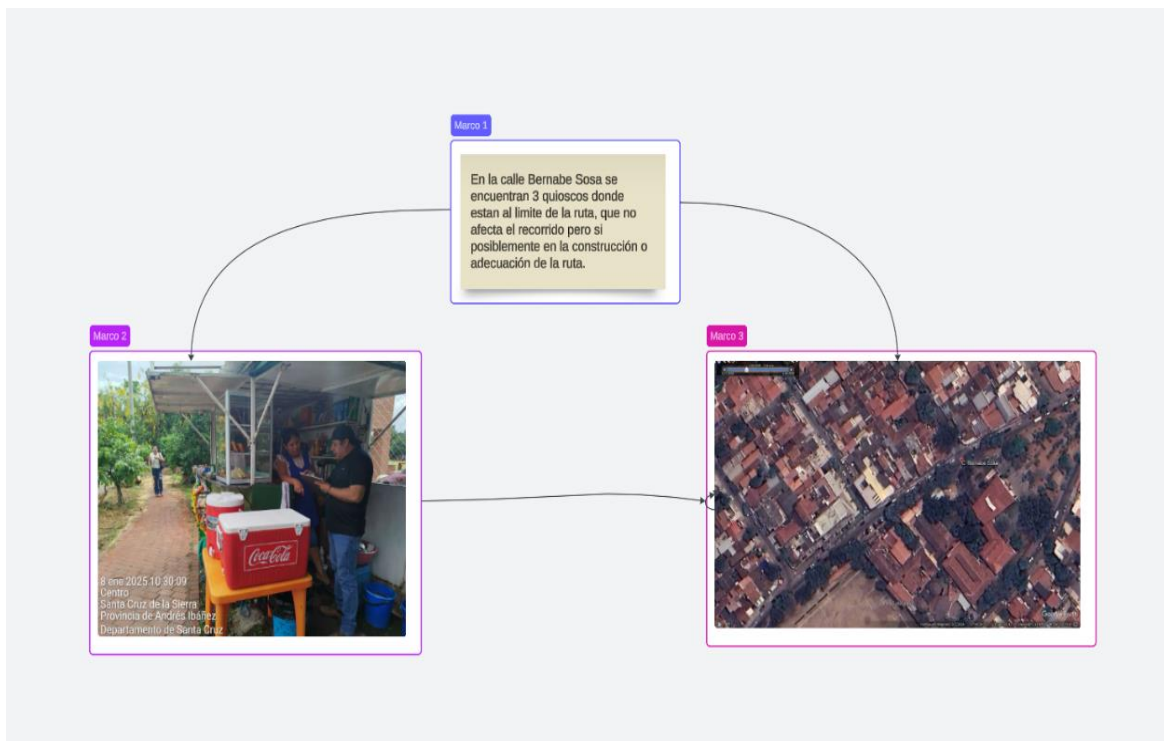 Marco 1
En la calle Bernabe Sosa se
encuentran 3 quioscos donde
estan al limite de la ruta, que no
afecta el recorrido pero si
posiblemente en la construcción o
adecuación de la ruta.
Marco 2
Coca-Cola
8 ene 2025 10:30:09
Centro
Santa Cruz de la Sierra
Provincia de Andrés Ibáñez
Departamento de Santa Cruz
Marco 3